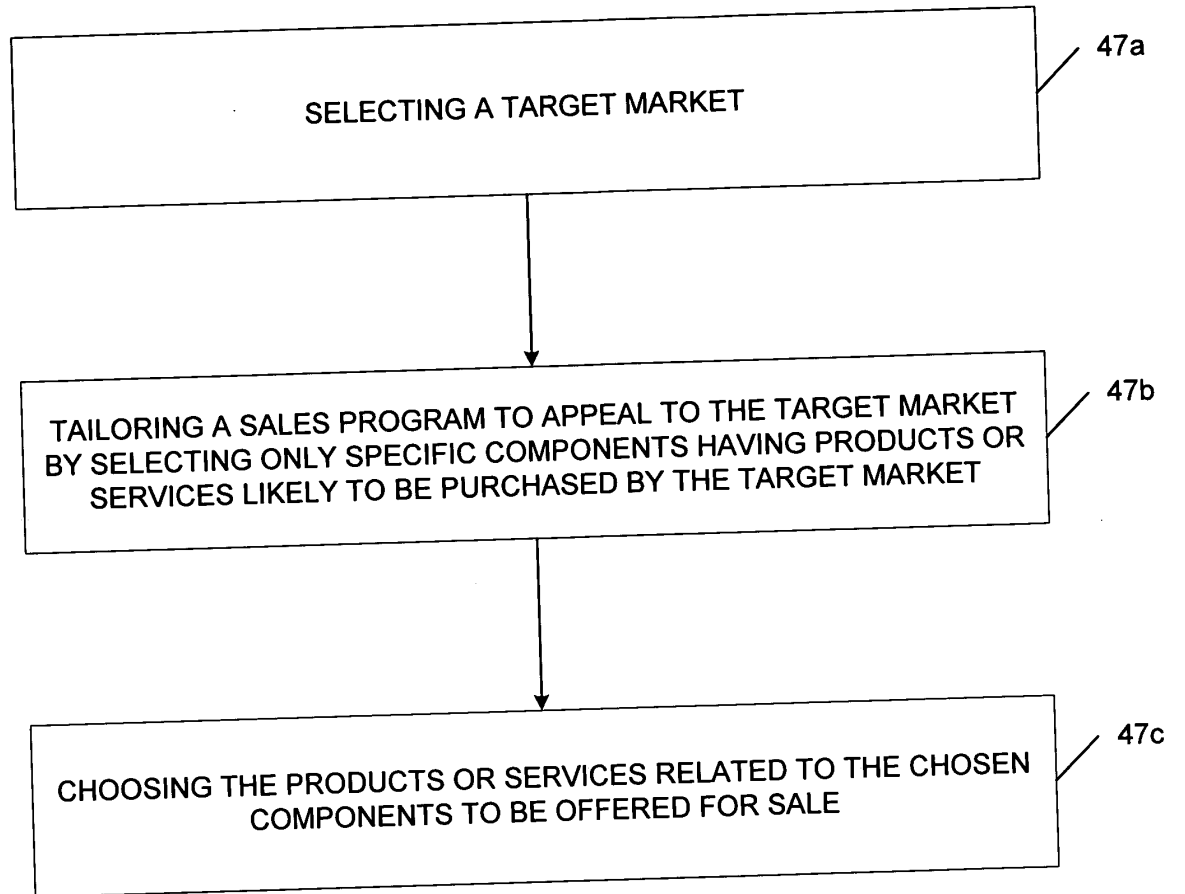 SELECTING A TARGET MARKET
47a
TAILORING A SALES PROGRAM TO APPEAL TO THE TARGET MARKET
BY SELECTING ONLY SPECIFIC COMPONENTS HAVING PRODUCTS OR
SERVICES LIKELY TO BE PURCHASED BY THE TARGET MARKET
47b
CHOOSING THE PRODUCTS OR SERVICES RELATED TO THE CHOSEN
COMPONENTS TO BE OFFERED FOR SALE
47c